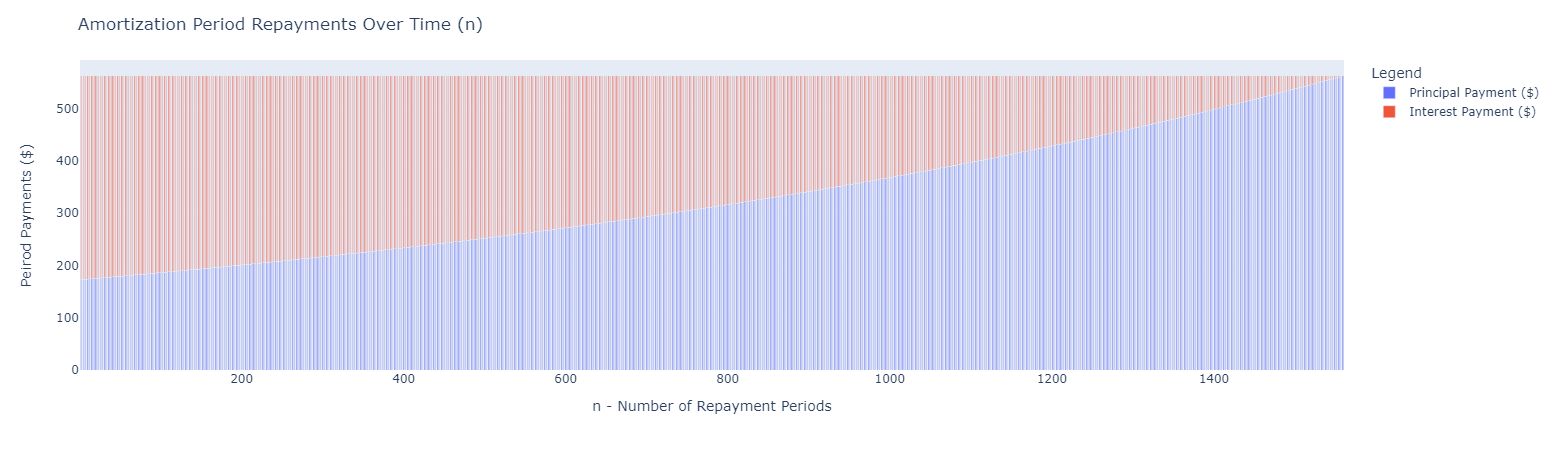 Amortization Period Repayments Over Time (n)
Legend
Principal Payment ($)
Interest Payment ($)
Peirod Payments ($)
500
400
300
200
100
0
200 400 600 800 1000 1200 1400
n - Number of Repayment Periods